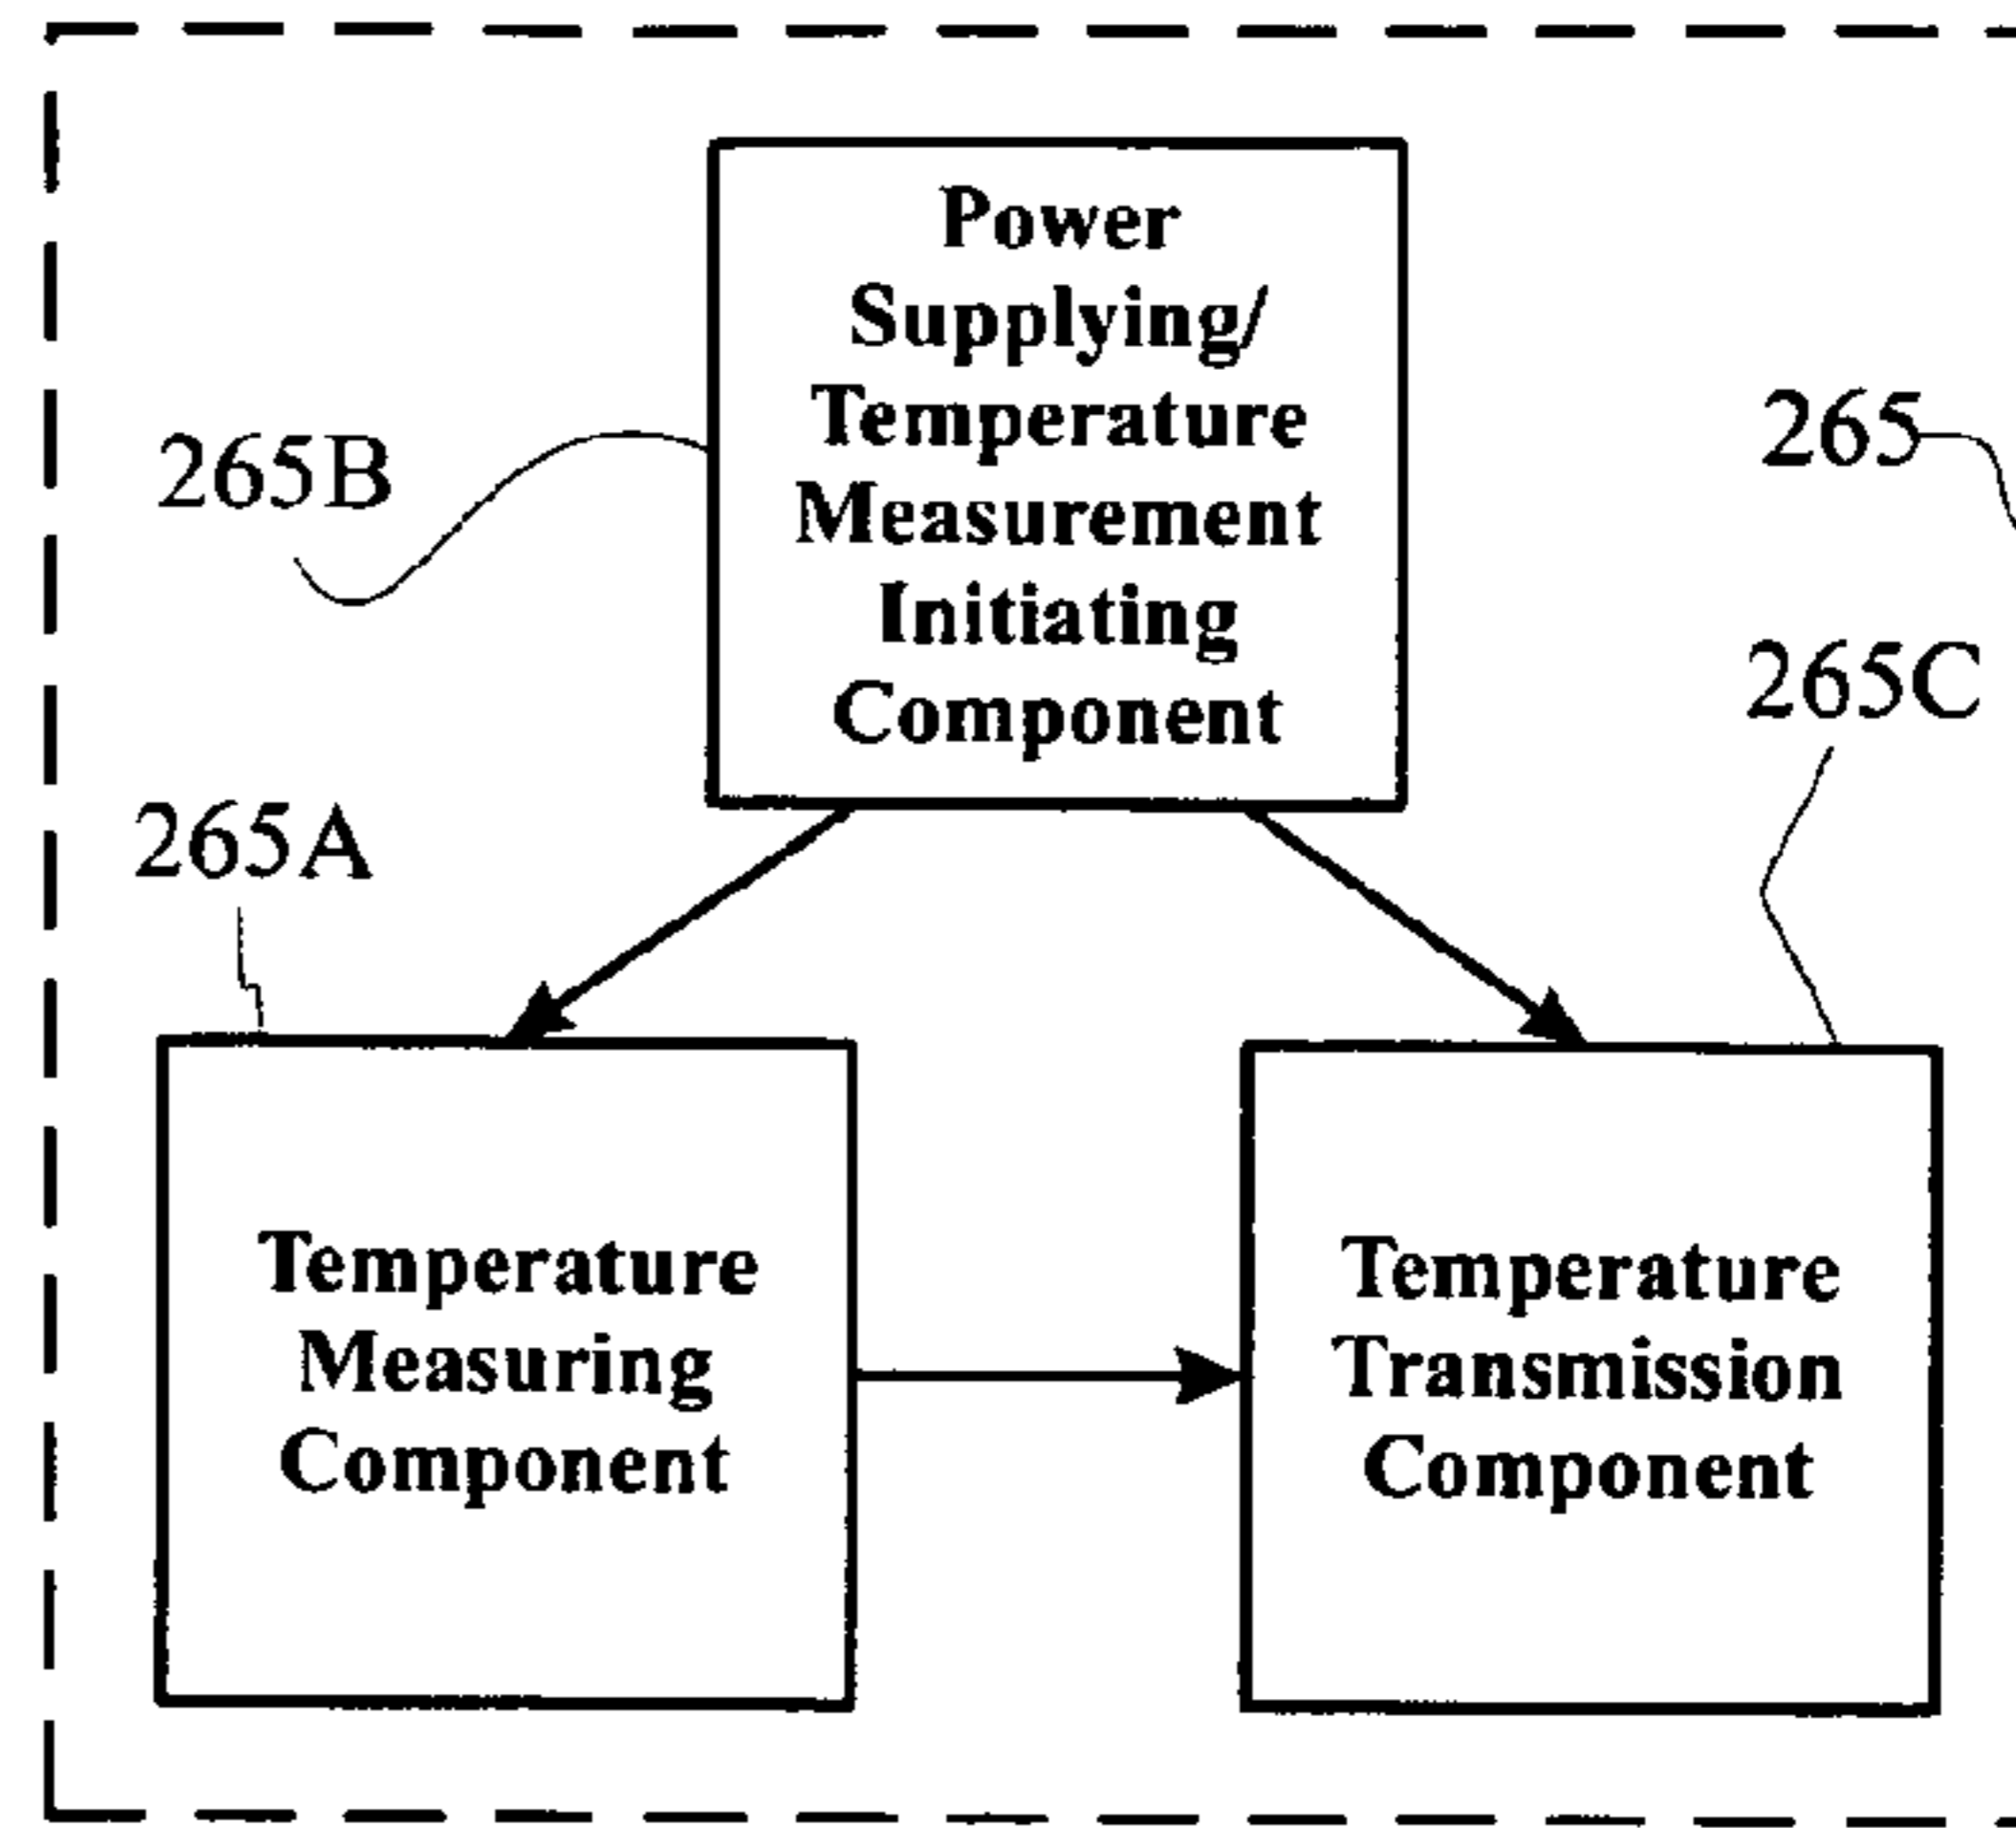 Power
Supplying/
Temperature
Measurement
Initiating
Component
265B
265
265C
265A
Temperature
Measuring
Component
Temperature
Transmission
Component